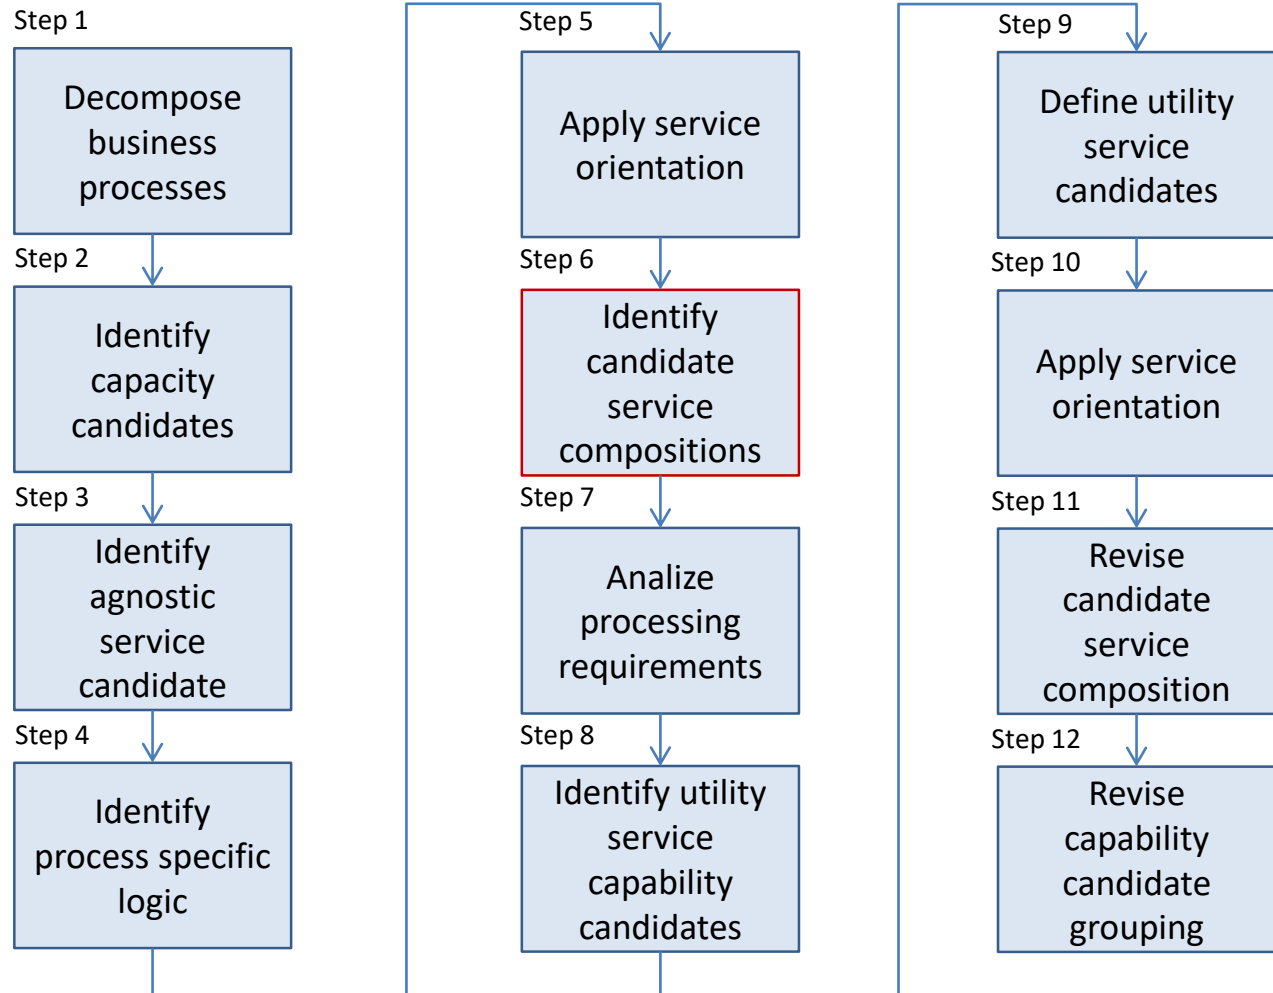 Step 1
Decompose
business
processes
Step 2
Identify
capacity
candidates
Step 3
Identify
agnostic
service
candidate
Step 4
Identify
process specific
logic
Step 5
Apply service
orientation
Step 6
Identify
candidate
service
compositions
Step 7
Analize
processing
requirements
Step 8
Identify utility
service
capability
candidates
Step 9
Define utility
service
candidates
Step 10
Apply service
orientation
Step 11
Revise
candidate
service
composition
Step 12
Revise
capability
candidate
grouping